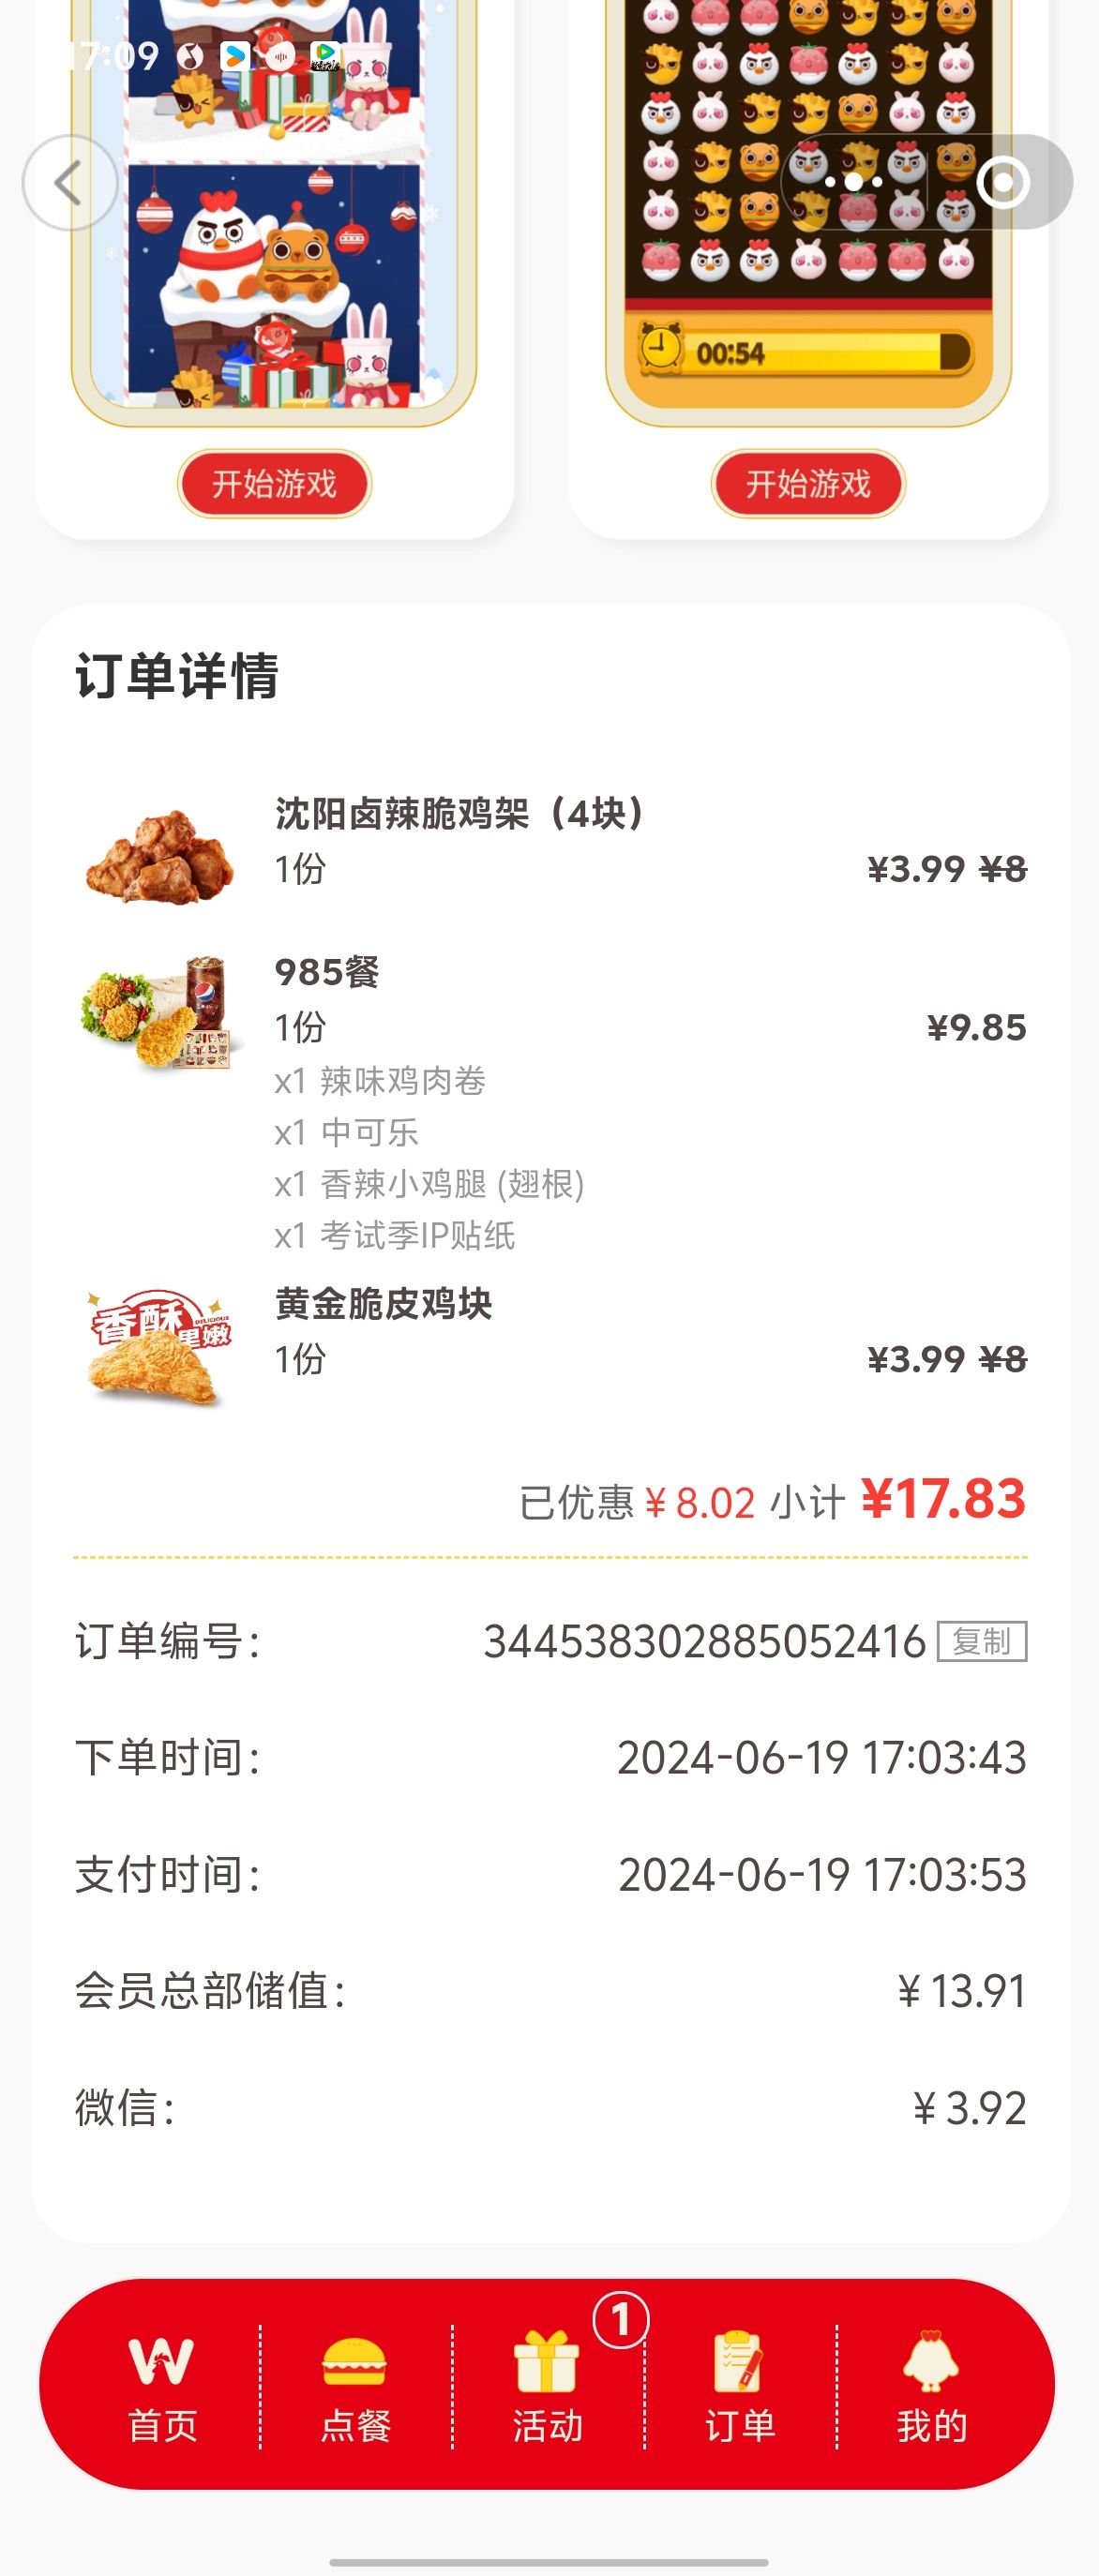 17:09
00:54
开始游戏
开始游戏
订单详情
沈阳卤辣脆鸡架（4块）
1份
¥3.99 ¥8
985餐
1份
¥9.85
x1 辣味鸡肉卷
x1 中可乐
x1 香辣小鸡腿 (翅根)
x1 考试季IP贴纸
香酥
里嫩
DELICIOUS
黄金脆皮鸡块
1份
¥3.99 ¥8
已优惠 ¥ 8.02 小计 ¥17.83
订单编号： 344538302885052416 复制
下单时间： 2024-06-19 17:03:43
支付时间： 2024-06-19 17:03:53
会员总部储值： ¥ 13.91
微信： ¥ 3.92
1
首页 点餐 活动 订单 我的